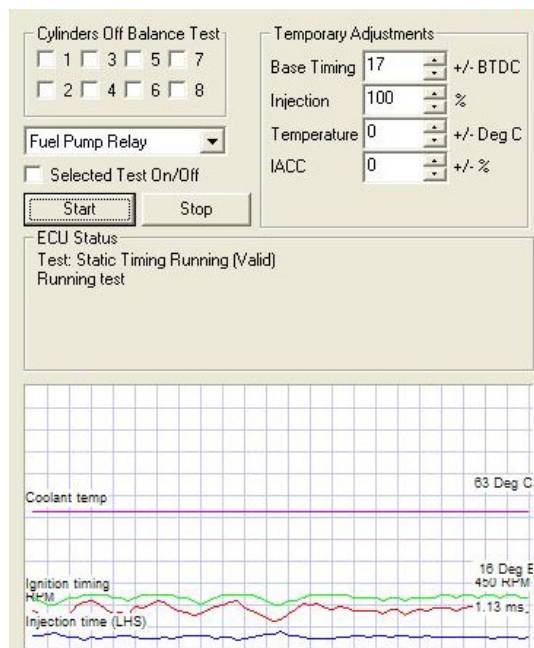 Cylinders Off Balance Test
1 3 5 7
2 4 6 8
Fuel Pump Relay
Selected Test On/Off
Start Stop
Temporary Adjustments
Base Timing 17 +/- BTDC
Injection 100 %
Temperature 0 +/- Deg C
IACC 0 +/- %
ECU Status
Test: Static Timing Running (Valid)
Running test
63 Deg C
Coolant temp
16 Deg
Ignition timing
450 RPM
RPM
1.13 ms
Injection time (LHS)